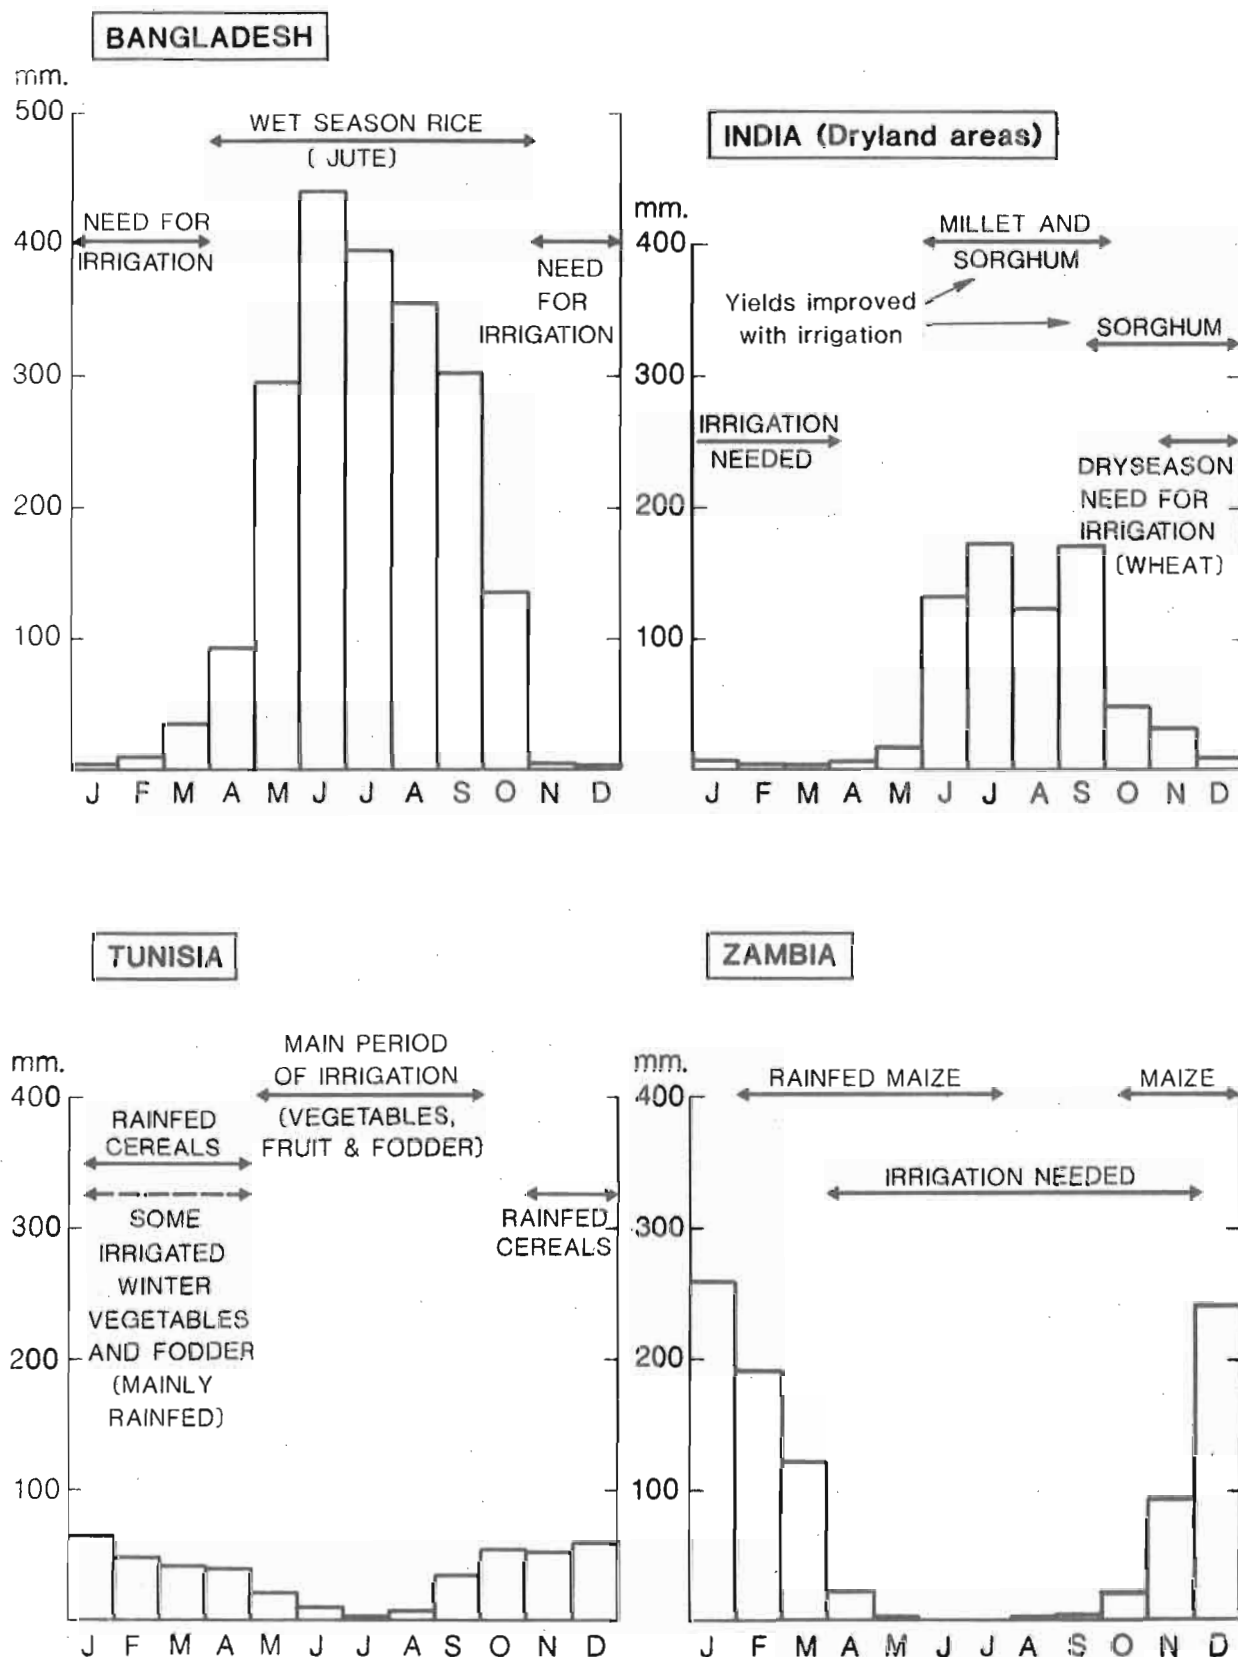 BANGLADESH
mm.
500
400
300
200
100
WET SEASON RICE
( JUTE)
NEED FOR
IRRIGATION
NEED
FOR
IRRIGATION
J F M A M J J A S O N D
INDIA (Dryland areas)
mm.
400
300
200
100
MILLET AND
SORGHUM
Yields improved
with irrigation
SORGHUM
IRRIGATION
NEEDED
DRYSEASON
NEED FOR
IRRIGATION
(WHEAT)
J F M A M J J A S O N D
TUNISIA
mm.
400
300
200
100
MAIN PERIOD
OF IRRIGATION
(VEGETABLES,
FRUIT & FODDER)
RAINFED
CEREALS
SOME
IRRIGATED
WINTER
VEGETABLES
AND FODDER
(MAINLY
RAINFED)
RAINFED
CEREALS
J F M A M J J A S O N D
ZAMBIA
mm.
400
300
200
100
RAINFED MAIZE
MAIZE
IRRIGATION NEEDED
J F M A M J J A S O N D